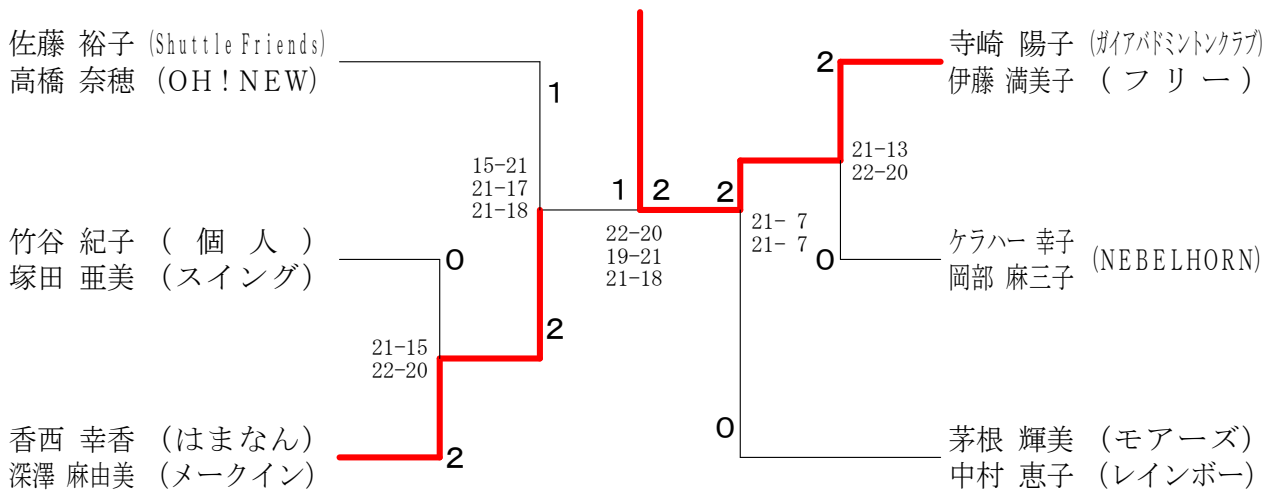 佐藤 裕子 (Shuttle Friends)
高橋 奈穂 (OH!NEW)
1
15-21
21-17
21-18
竹谷 紀子 ( 個 人 )
塚田 亜美 (スイング)
0
21-15
22-20
2
香西 幸香 (はまなん)
深澤 麻由美 (メークイン)
2
1 2 2
22-20
19-21
21-18
寺崎 陽子 (ガイアバドミントンクラブ)
伊藤 満美子 ( フ リ ー )
2
21-13
22-20
21- 7
21- 7
0
ケラハー 幸子
岡部 麻三子 (NEBELHORN)
0
茅根 輝美 (モアーズ)
中村 恵子 (レインボー)